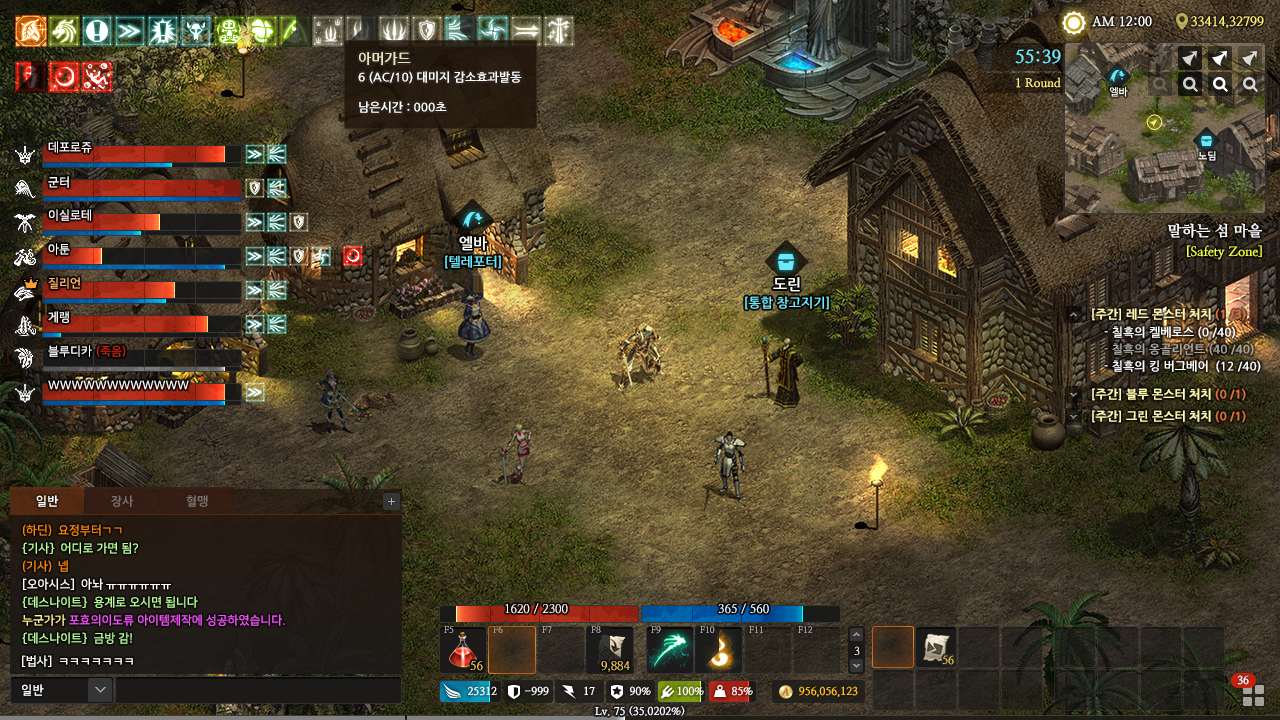 AM 12:00
33414,32799
55:39
1 Round
엘바
노딤
말하는 섬 마을
[Safety Zone]
아머가드
6 (AC/10) 대미지 감소효과발동
남은시간 : 000초
데포로쥬
군터
이실로테
아툰
질리언
게랭
블루디카 (죽음)
WWWWWWWWWWWW
엘바
[텔레포터]
도린
[통합 창고지기]
[주간] 레드 몬스터 처치 (1/3)
- 칠흑의 켈베로스 (0 /40)
- 칠흑의 웅골리언트 (40 /40)
- 칠흑의 킹 버그베어 (12 /40)
[주간] 블루 몬스터 처치 (0 /1)
[주간] 그린 몬스터 처치 (0 /1)
일반
장사
혈맹
+
(하딘) 요정부터ㄱㄱ
{기사} 어디로 가면 됨?
(기사) 넵
[오아시스] 아놔 ㅠㅠㅠㅠㅠㅠ
{데스나이트} 용계로 오시면 됩니다
누군가가 포효의이도류 아이템제작에 성공하였습니다.
{데스나이트} 금방 감!
[법사] ㅋㅋㅋㅋㅋㅋㅋ
일반
1620 / 2300
365 / 560
F5
F6
F7
F8
F9
F10
F11
F12
56
9,884
3
56
25312
-999
17
90%
100%
85%
956,056,123
36
Lv. 75 (35,0202%)